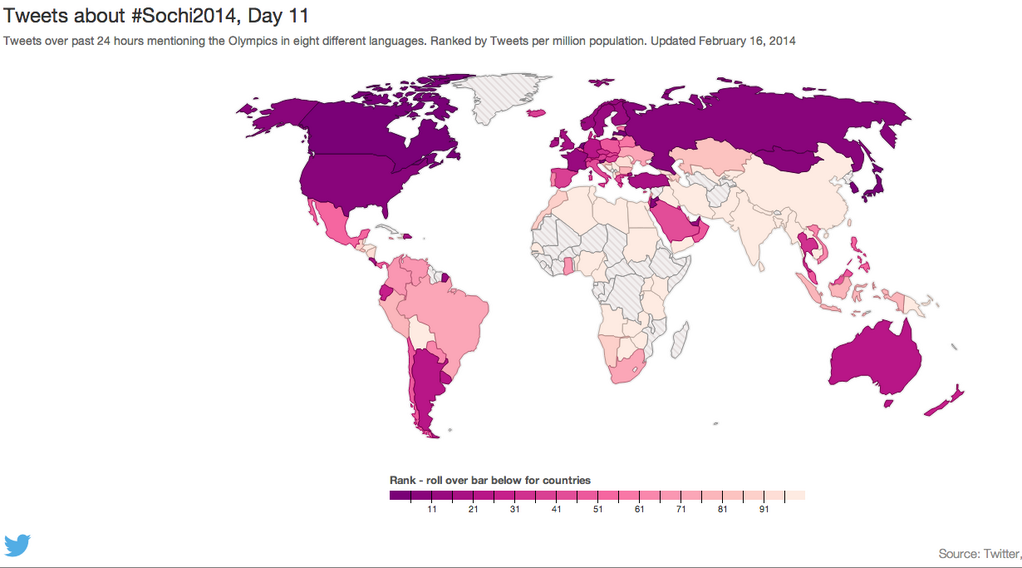 Tweets about #Sochi2014, Day 11
Tweets over past 24 hours mentioning the Olympics in eight different languages. Ranked by Tweets per million population. Updated February 16, 2014
Rank - roll over bar below for countries
11 21 31 41 51 61 71 81 91
Source: Twitter,